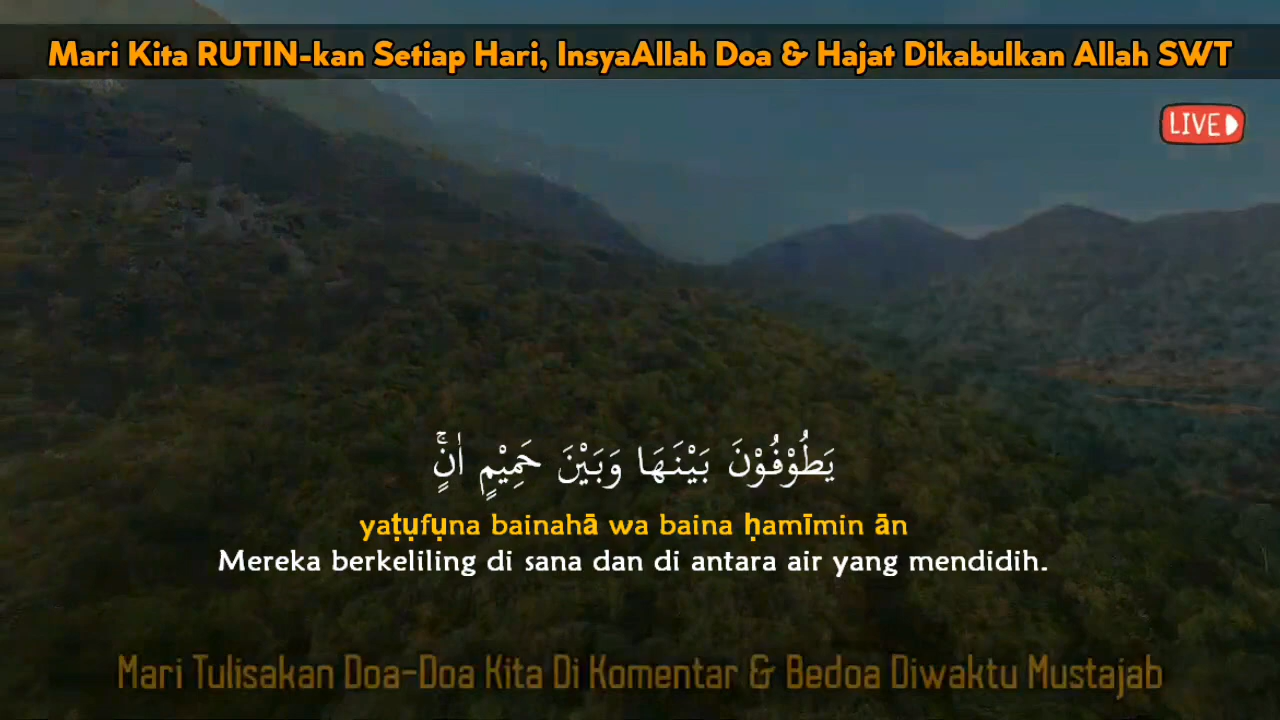 Mari Kita RUTIN-kan Setiap Hari, InsyaAllah Doa & Hajat Dikabulkan Allah SWT
LIVE
يَطُوْفُوْنَ بَيْنَهَا وَبَيْنَ حَمِيْمٍ اٰنٍۚ
yaṭụfụna bainahā wa baina ḥamīmin ān
Mereka berkeliling di sana dan di antara air yang mendidih.
Mari Tulisakan Doa-Doa Kita Di Komentar & Bedoa Diwaktu Mustajab